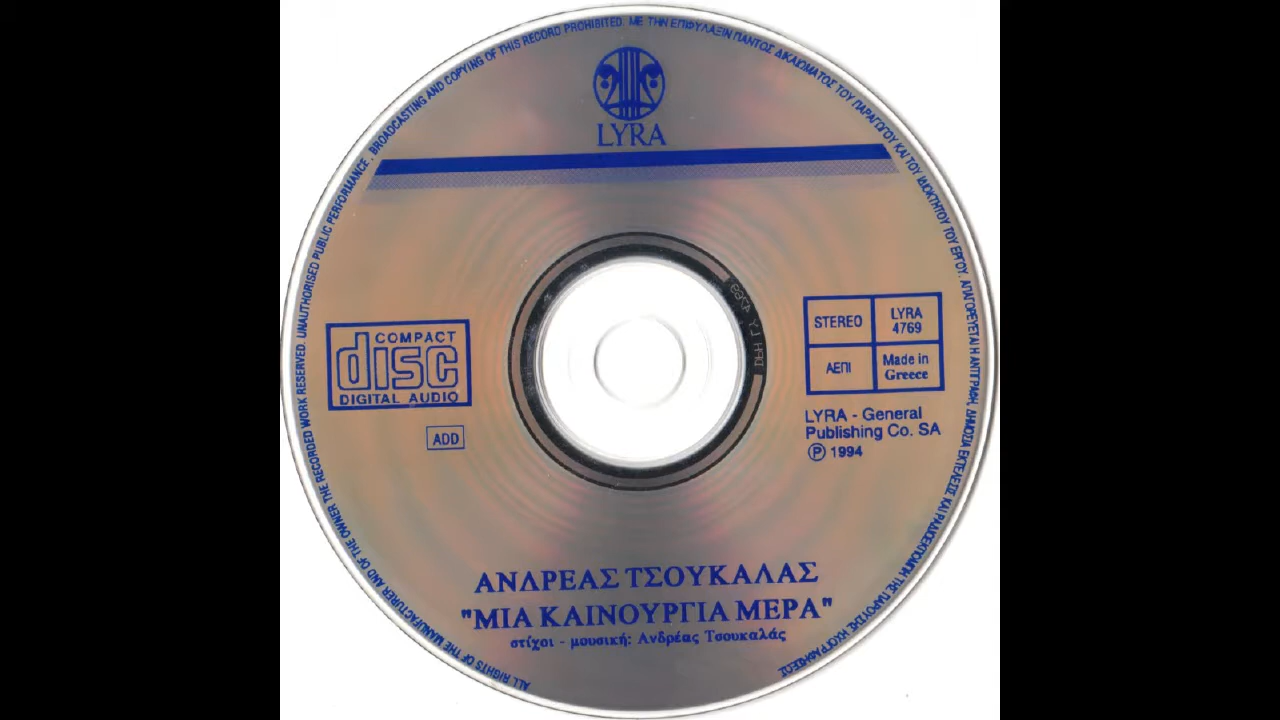 ALL RIGHTS OF THE MANUFACTURER AND OF THE OWNER THE RECORDED WORK RESERVED. UNAUTHORISED PUBLIC PERFORMANCE, BROADCASTING AND COPYING OF THIS RECORD PROHIBITED. ΜΕ ΤΗΝ ΕΠΙΦΥΛΑΞΙΝ ΠΑΝΤΟΣ ΔΙΚΑΙΩΜΑΤΟΣ ΤΟΥ ΠΑΡΑΓΩΓΟΥ ΚΑΙ ΤΟΥ ΙΔΙΟΚΤΗΤΟΥ ΤΟΥ ΕΡΓΟΥ. ΑΠΑΓΟΡΕΥΕΤΑΙ Η ΑΝΤΙΓΡΑΦΗ, ΔΗΜΟΣΙΑ ΕΚΤΕΛΕΣΙΣ ΚΑΙ ΡΑΔΙΟΕΚΠΟΜΠΗ ΤΗΣ ΠΑΡΟΥΣΗΣ ΗΧΟΓΡΑΦΗΣΕΩΣ
LYRA
COMPACT
disc
DIGITAL AUDIO
ADD
STEREO
LYRA
4769
ΑΕΠΙ
Made in
Greece
LYRA - General
Publishing Co. SA
Ⓟ 1994
ΑΝΔΡΕΑΣ ΤΣΟΥΚΑΛΑΣ
"ΜΙΑ ΚΑΙΝΟΥΡΓΙΑ ΜΕΡΑ"
στίχοι - μουσική: Ανδρέας Τσουκαλάς